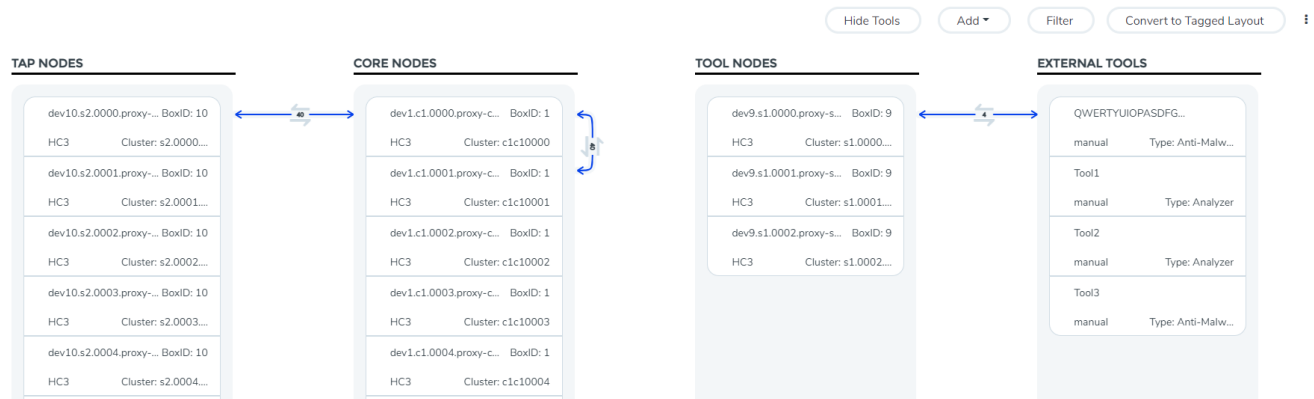 Hide Tools Add Filter Convert to Tagged Layout
TAP NODES CORE NODES TOOL NODES EXTERNAL TOOLS
dev10.s2.0000.proxy-... BoxID: 10 40 dev1.c1.0000.proxy-c... BoxID: 1 dev9.s1.0000.proxy-s... BoxID: 9 4 QWERTYUIOPASDFG...
HC3 Cluster: s2.0000.... HC3 Cluster: c1c10000 40 HC3 Cluster: s1.0000.... manual Type: Anti-Malw...
dev10.s2.0001.proxy-... BoxID: 10 dev1.c1.0001.proxy-c... BoxID: 1 dev9.s1.0001.proxy-s... BoxID: 9 Tool1
HC3 Cluster: s2.0001.... HC3 Cluster: c1c10001 HC3 Cluster: s1.0001.... manual Type: Analyzer
dev10.s2.0002.proxy-... BoxID: 10 dev1.c1.0002.proxy-c... BoxID: 1 dev9.s1.0002.proxy-s... BoxID: 9 Tool2
HC3 Cluster: s2.0002.... HC3 Cluster: c1c10002 HC3 Cluster: s1.0002.... manual Type: Analyzer
dev10.s2.0003.proxy-... BoxID: 10 dev1.c1.0003.proxy-c... BoxID: 1 Tool3
HC3 Cluster: s2.0003.... HC3 Cluster: c1c10003 manual Type: Anti-Malw...
dev10.s2.0004.proxy-... BoxID: 10 dev1.c1.0004.proxy-c... BoxID: 1
HC3 Cluster: s2.0004.... HC3 Cluster: c1c10004